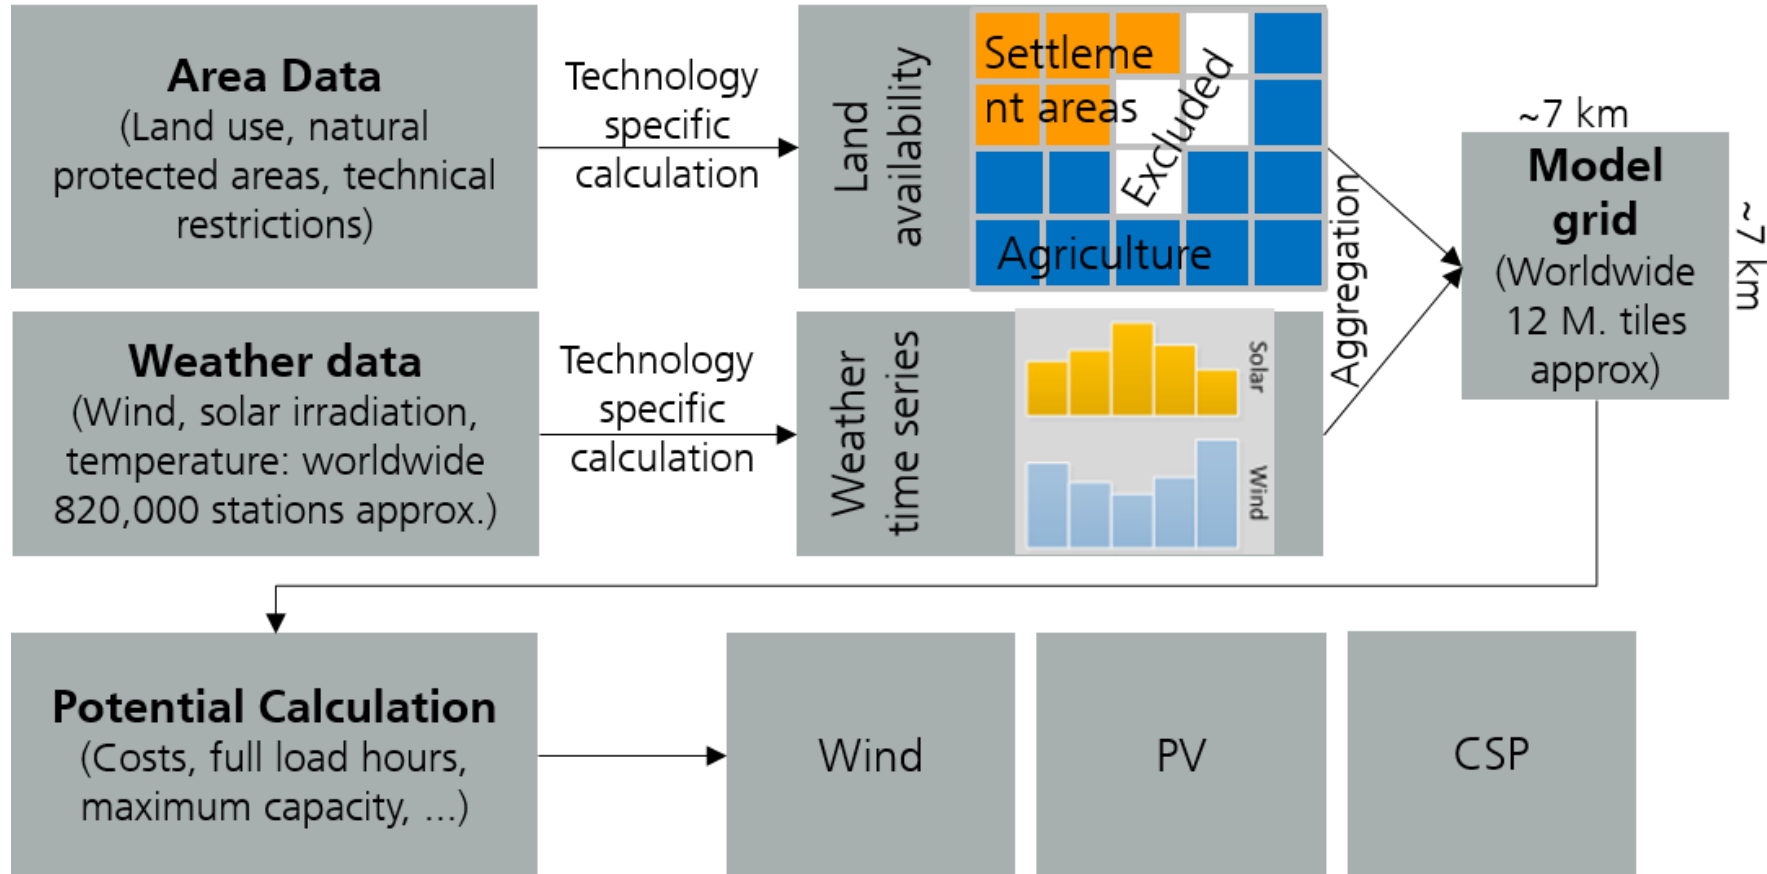 Area Data
(Land use, natural
protected areas, technical
restrictions)
Technology
specific
calculation
Land
availability
Settleme
nt areas
Excluded
Agriculture
Aggregation
~7 km
Model
grid
(Worldwide
12 M. tiles
approx)
~7 km
Weather data
(Wind, solar irradiation,
temperature: worldwide
820,000 stations approx.)
Technology
specific
calculation
Weather
time series
Solar
Wind
Potential Calculation
(Costs, full load hours,
maximum capacity, ...)
Wind
PV
CSP